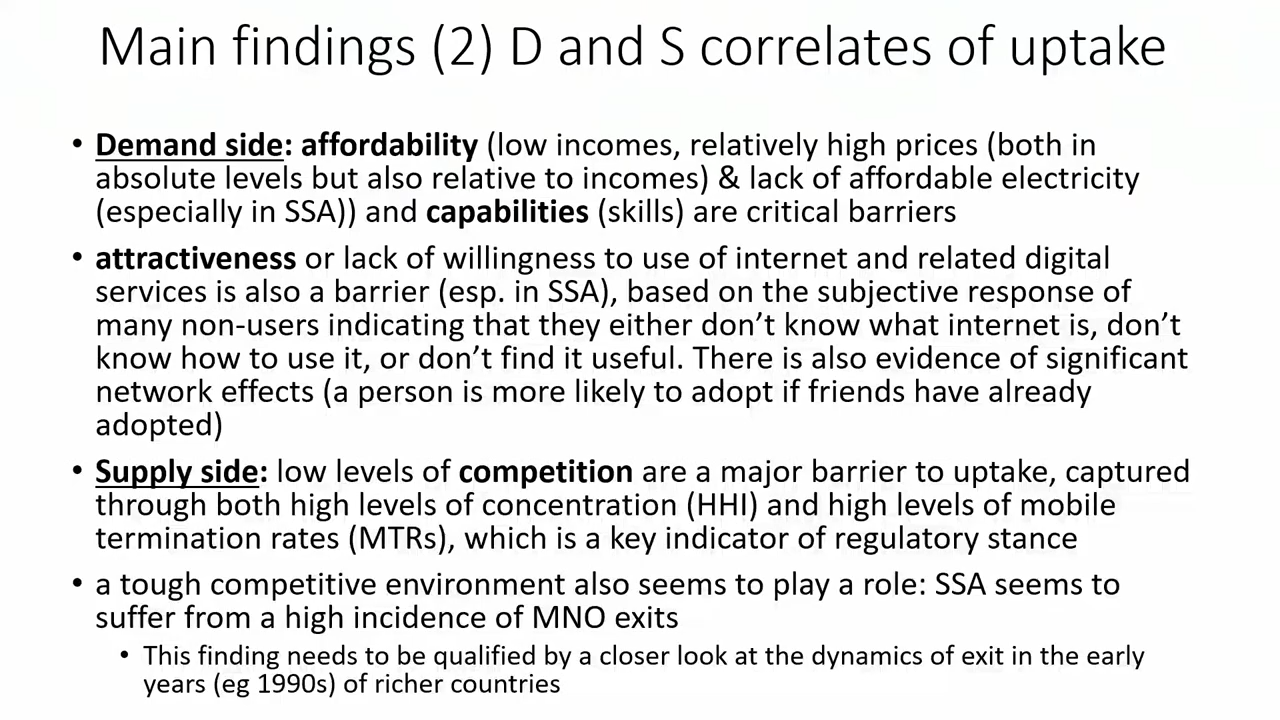 Main findings (2) D and S correlates of uptake
• Demand side: affordability (low incomes, relatively high prices (both in
absolute levels but also relative to incomes) & lack of affordable electricity
(especially in SSA)) and capabilities (skills) are critical barriers
• attractiveness or lack of willingness to use of internet and related digital
services is also a barrier (esp. in SSA), based on the subjective response of
many non-users indicating that they either don’t know what internet is, don’t
know how to use it, or don’t find it useful. There is also evidence of significant
network effects (a person is more likely to adopt if friends have already
adopted)
• Supply side: low levels of competition are a major barrier to uptake, captured
through both high levels of concentration (HHI) and high levels of mobile
termination rates (MTRs), which is a key indicator of regulatory stance
• a tough competitive environment also seems to play a role: SSA seems to
suffer from a high incidence of MNO exits
• This finding needs to be qualified by a closer look at the dynamics of exit in the early
years (eg 1990s) of richer countries